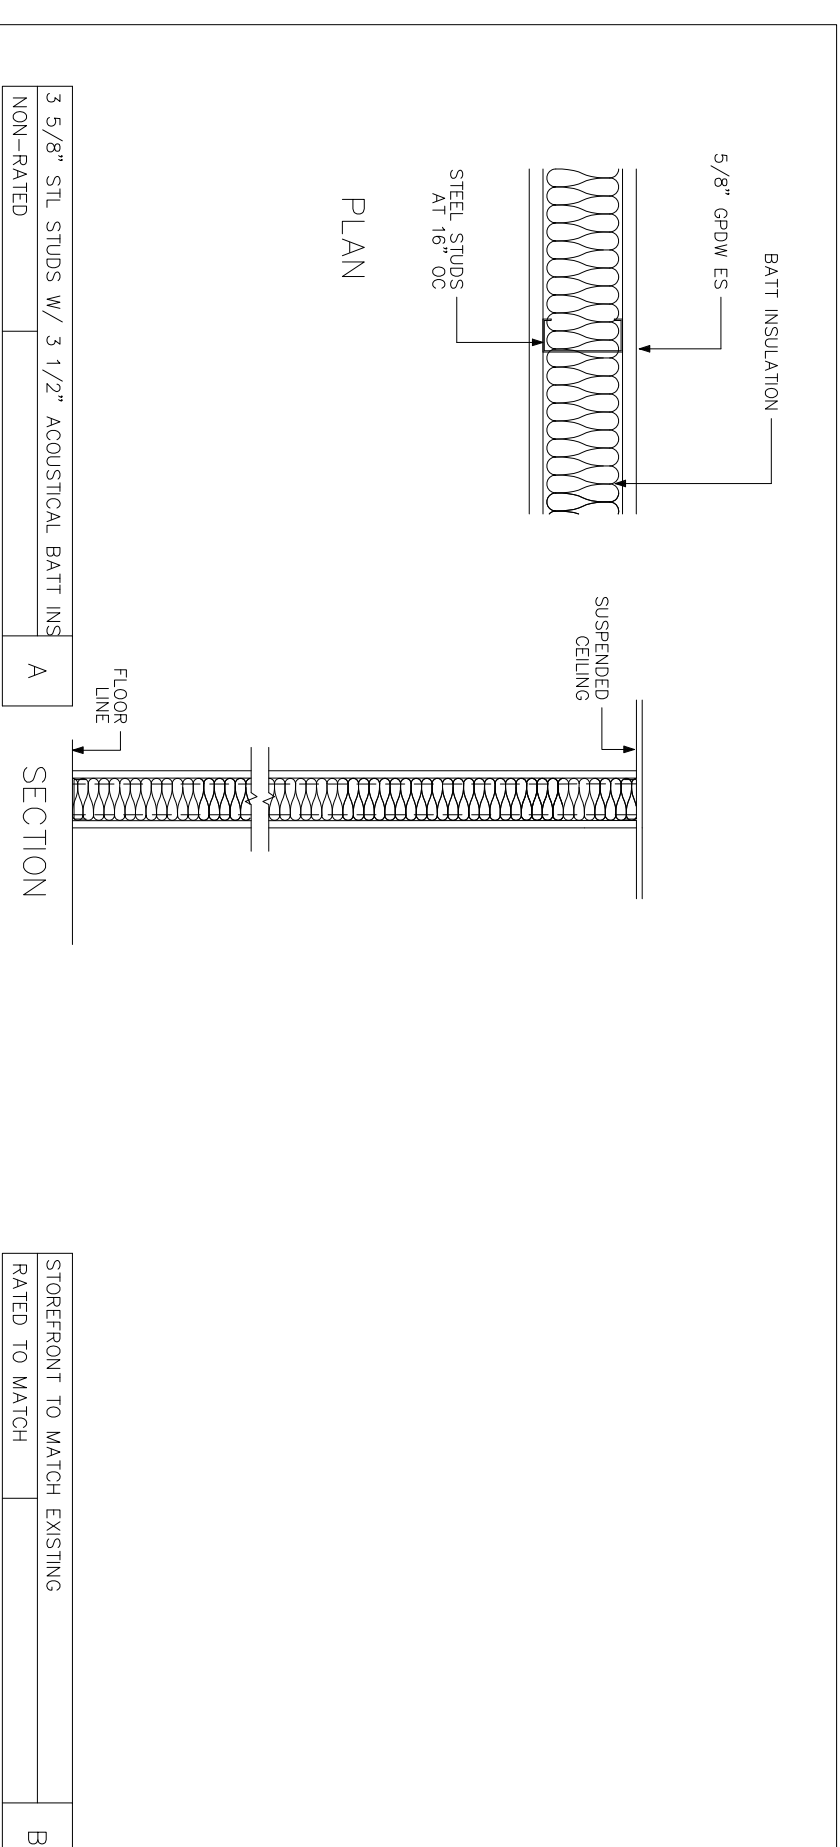 BATT INSULATION
5/8" GPDW ES
STEEL STUDS
AT 16" OC
PLAN
SUSPENDED
CEILING
FLOOR
LINE
SECTION
3 5/8" STL STUDS W/ 3 1/2" ACOUSTICAL BATT INS
NON-RATED
A
STOREFRONT TO MATCH EXISTING
RATED TO MATCH
B